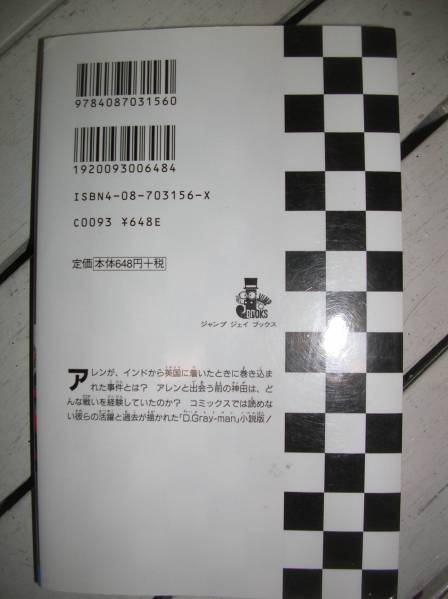 9784087031560
1920093006484
ISBN4-08-703156-X
C0093 ¥648E
定価 本体648円+税
JUMP
J BOOKS
ジャンプ ジェイ ブックス
アレンが、インドから英国に着いたときに巻き込ま
れた事件とは? アレンと出会う前の神田は、ど
んな戦いを経験していたのか? コミックスでは読めな
い彼らの活躍と過去が描かれた「D.Gray-man」小説版!